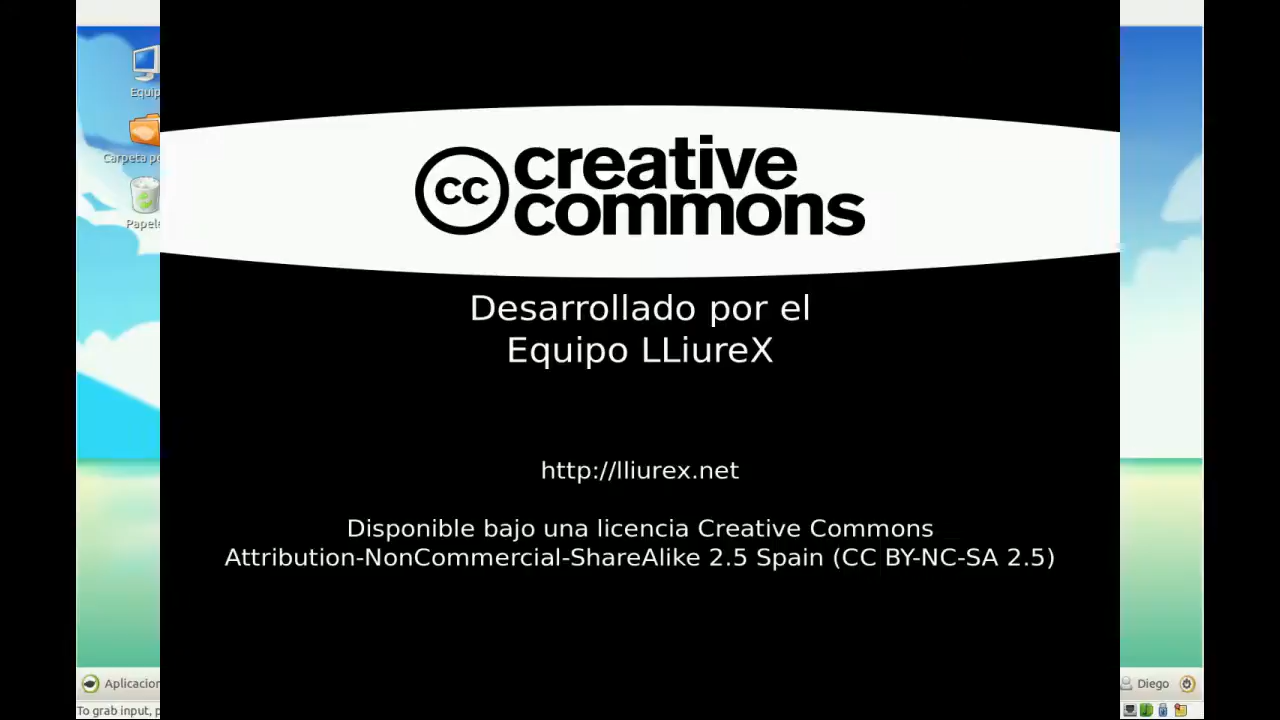 Equip
Carpeta pe
Papele
cc creative
commons
Desarrollado por el
Equipo LLiureX
http://lliurex.net
Disponible bajo una licencia Creative Commons
Attribution-NonCommercial-ShareAlike 2.5 Spain (CC BY-NC-SA 2.5)
Aplicacion
Diego
To grab input, p